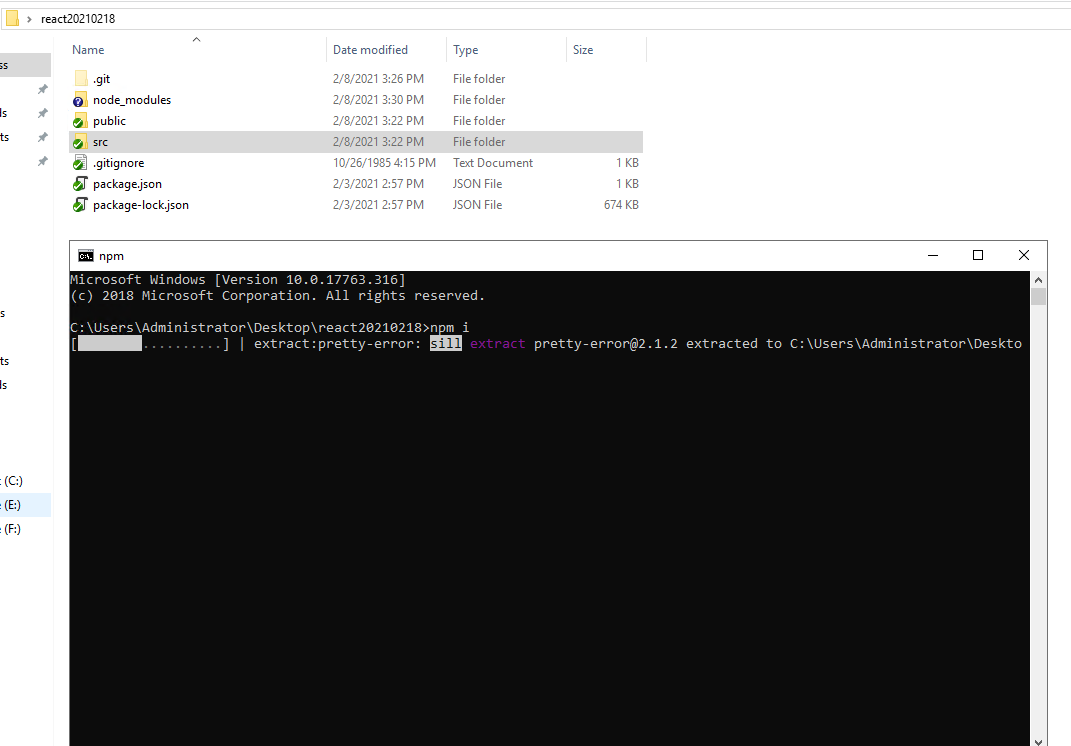 react20210218
Name Date modified Type Size
.git 2/8/2021 3:26 PM File folder
node_modules 2/8/2021 3:30 PM File folder
public 2/8/2021 3:22 PM File folder
src 2/8/2021 3:22 PM File folder
.gitignore 10/26/1985 4:15 PM Text Document 1 KB
package.json 2/3/2021 2:57 PM JSON File 1 KB
package-lock.json 2/3/2021 2:57 PM JSON File 674 KB
ss
ls
ts
s
ts
ls
(C:)
(E:)
(F:)
npm
Microsoft Windows [Version 10.0.17763.316]
(c) 2018 Microsoft Corporation. All rights reserved.
C:\Users\Administrator\Desktop\react20210218>npm i
[ ..........] | extract:pretty-error: sill extract pretty-error@2.1.2 extracted to C:\Users\Administrator\Deskto